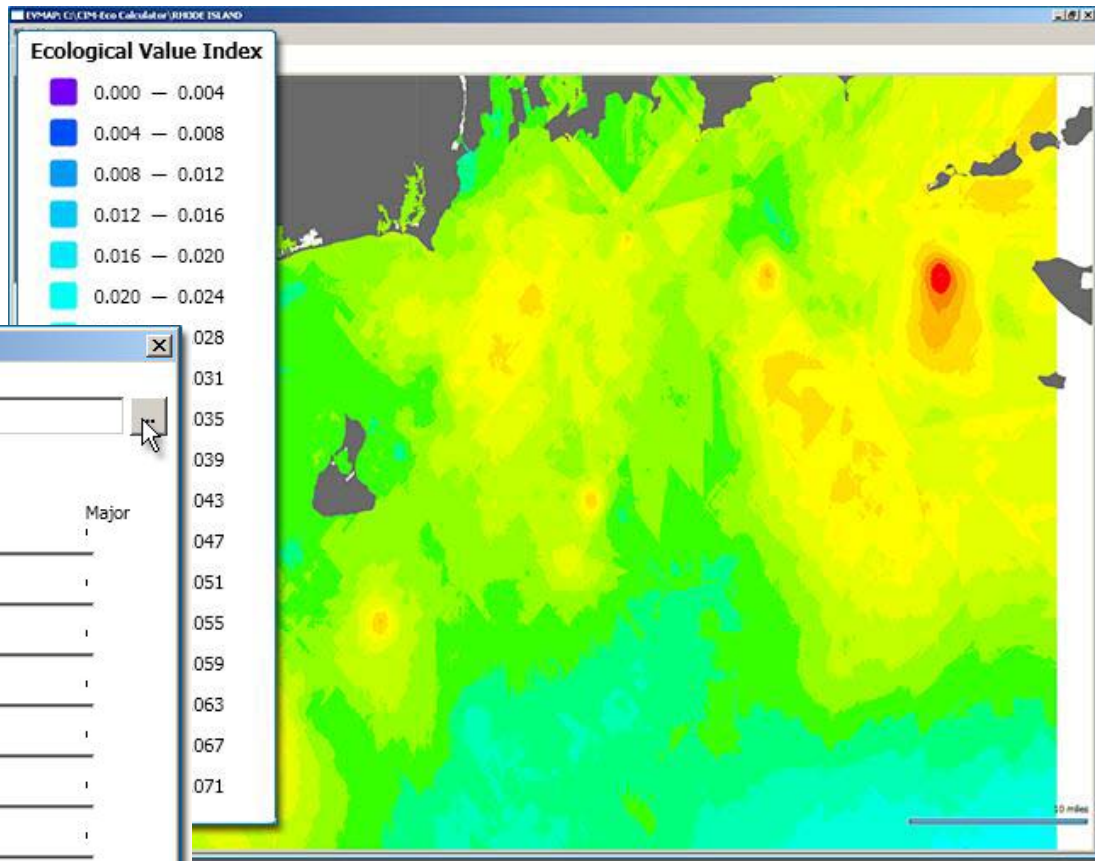 EVMAP: C:\CIM-Eco Calculator\RHODE ISLAND
Ecological Value Index
0.000 — 0.004
0.004 — 0.008
0.008 — 0.012
0.012 — 0.016
0.016 — 0.020
0.020 — 0.024
028
.031
.035
.039
.043
.047
.051
.055
.059
.063
.067
.071
...
Major
10 miles